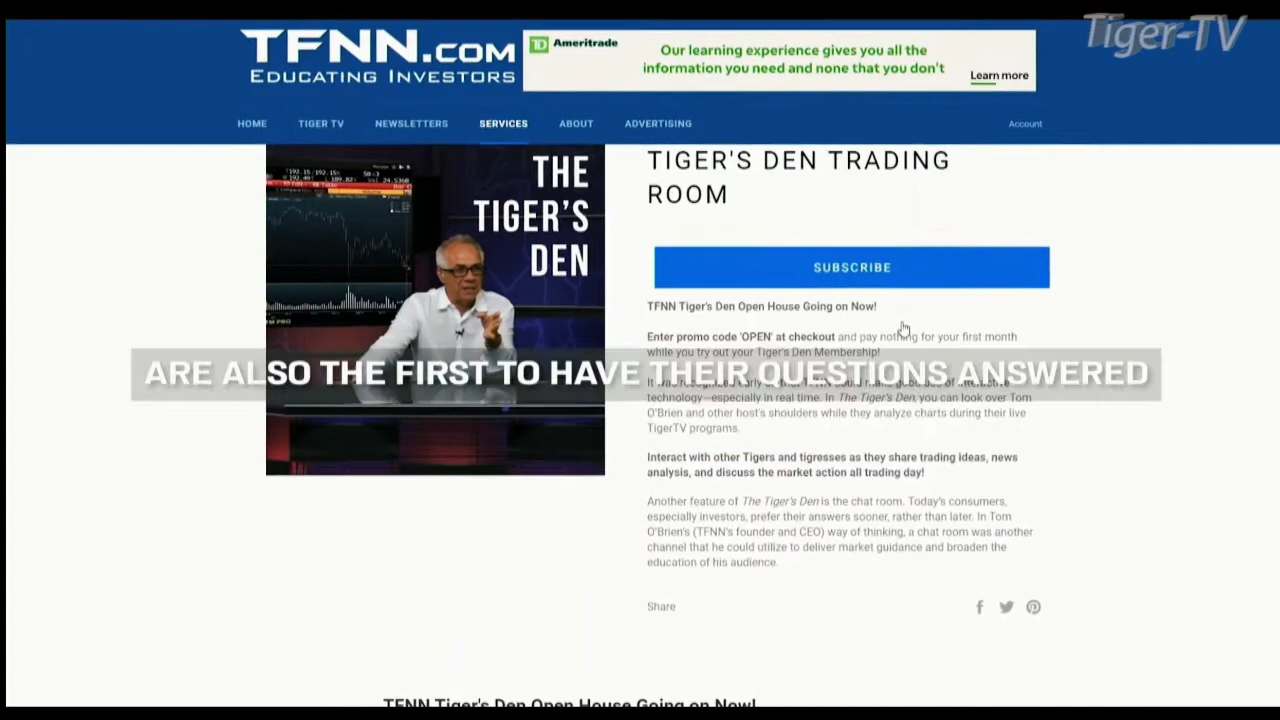 Tiger-TV
TFNN.COM
EDUCATING INVESTORS
TD Ameritrade
Our learning experience gives you all the
information you need and none that you don't
Learn more
HOME TIGER TV NEWSLETTERS SERVICES ABOUT ADVERTISING Account
THE
TIGER'S
DEN
TIGER'S DEN TRADING
ROOM
SUBSCRIBE
TFNN Tiger's Den Open House Going on Now!
Enter promo code 'OPEN' at checkout and pay nothing for your first month
while you try out your Tiger's Den Membership!
ARE ALSO THE FIRST TO HAVE THEIR QUESTIONS ANSWERED
technology—especially in real time. In The Tiger's Den, you can look over Tom
O'Brien and other host's shoulders while they analyze charts during their live
TigerTV programs.
Interact with other Tigers and tigresses as they share trading ideas, news
analysis, and discuss the market action all trading day!
Another feature of The Tiger's Den is the chat room. Today's consumers,
especially investors, prefer their answers sooner, rather than later. In Tom
O'Brien's (TFNN's founder and CEO) way of thinking, a chat room was another
channel that he could utilize to deliver market guidance and broaden the
education of his audience.
Share
TFNN Tiger's Den Open House Going on Now!